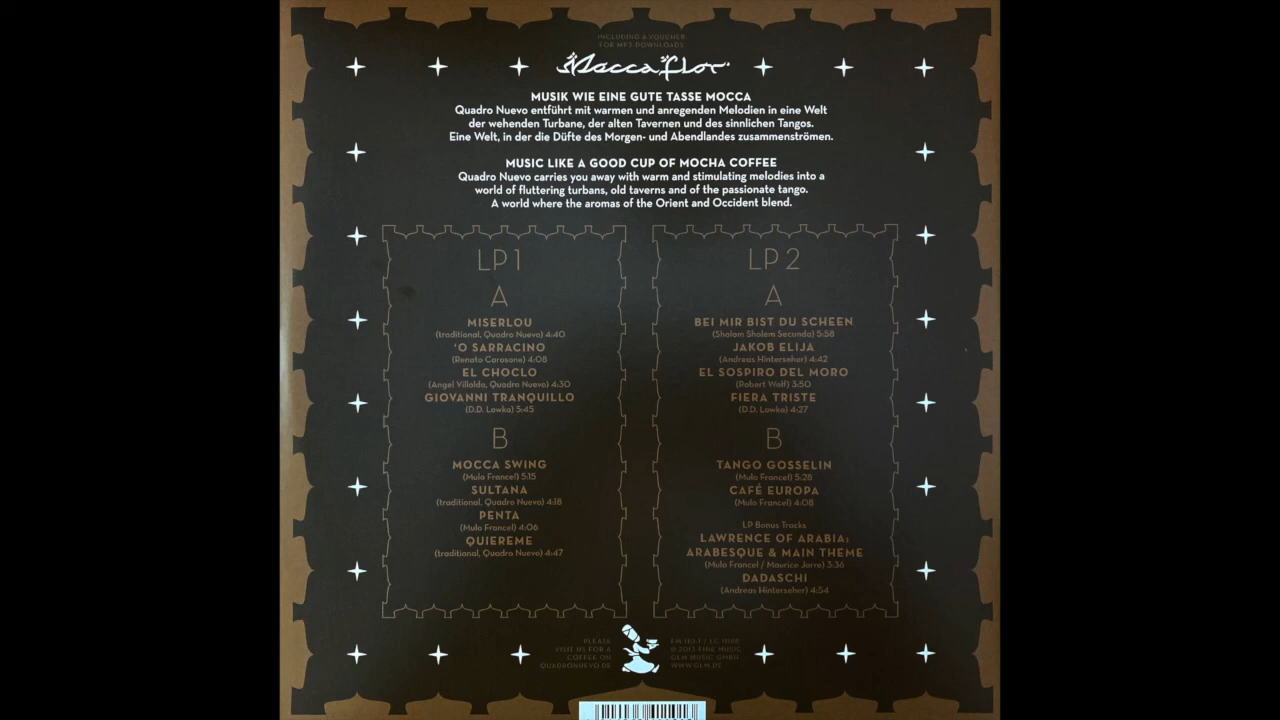 INCLUDING A VOUCHER
FOR MP3 DOWNLOADS
Mocca flor
MUSIK WIE EINE GUTE TASSE MOCCA
Quadro Nuevo entführt mit warmen und anregenden Melodien in eine Welt
der wehenden Turbane, der alten Tavernen und des sinnlichen Tangos.
Eine Welt, in der die Düfte des Morgen- und Abendlandes zusammenströmen.
MUSIC LIKE A GOOD CUP OF MOCHA COFFEE
Quadro Nuevo carries you away with warm and stimulating melodies into a
world of fluttering turbans, old taverns and of the passionate tango.
A world where the aromas of the Orient and Occident blend.
LP 1
A
MISERLOU
(traditional, Quadro Nuevo) 4:40
'O SARRACINO
(Renato Carosone) 4:08
EL CHOCLO
(Angel Villoldo, Quadro Nuevo) 4:30
GIOVANNI TRANQUILLO
(D.D. Lowka) 5:45
B
MOCCA SWING
(Mulo Francel) 5:15
SULTANA
(traditional, Quadro Nuevo) 4:18
PENTA
(Mulo Francel) 4:06
QUIEREME
(traditional, Quadro Nuevo) 4:47
LP 2
A
BEI MIR BIST DU SCHEEN
(Sholom Sholem Secunda) 5:58
JAKOB ELIJA
(Andreas Hinterseher) 4:42
EL SOSPIRO DEL MORO
(Robert Wolf) 3:50
FIERA TRISTE
(D.D. Lowka) 4:27
B
TANGO GOSSELIN
(Mulo Francel) 5:28
CAFÉ EUROPA
(Mulo Francel) 4:08
LP Bonus Tracks
LAWRENCE OF ARABIA:
ARABESQUE & MAIN THEME
(Mulo Francel / Maurice Jarre) 3:36
DADASCHI
(Andreas Hinterseher) 4:54
PLEASE
VISIT US FOR A
COFFEE ON
QUADRONUEVO.DE
© 2013 FINE MUSIC
GLM MUSIC GMBH
WWW.GLM.DE